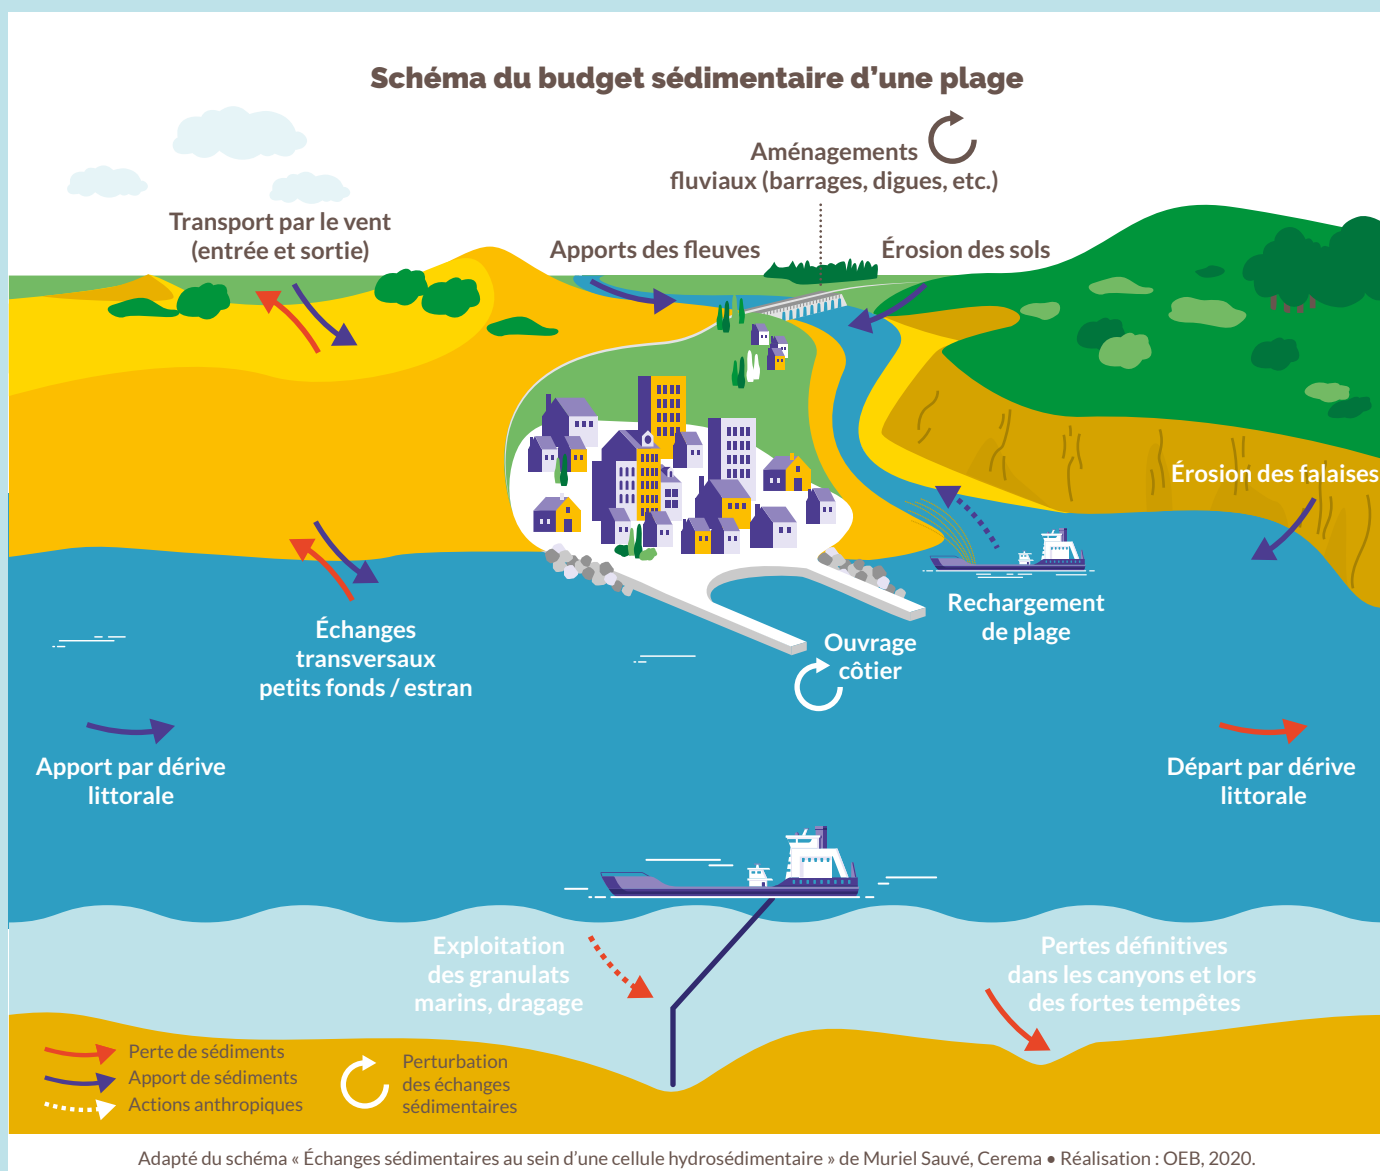 Schéma du budget sédimentaire d’une plage
Aménagements
fluviaux (barrages, digues, etc.)
Transport par le vent
(entrée et sortie)
Apports des fleuves
Érosion des sols
Érosion des falaises
Rechargement
de plage
Échanges
transversaux
petits fonds / estran
Ouvrage
côtier
Apport par dérive
littorale
Départ par dérive
littorale
Exploitation
des granulats
marins, dragage
Pertes définitives
dans les canyons et lors
des fortes tempêtes
Perte de sédiments
Apport de sédiments
Actions anthropiques
Perturbation
des échanges
sédimentaires
Adapté du schéma « Échanges sédimentaires au sein d’une cellule hydrosédimentaire » de Muriel Sauvé, Cerema • Réalisation : OEB, 2020.